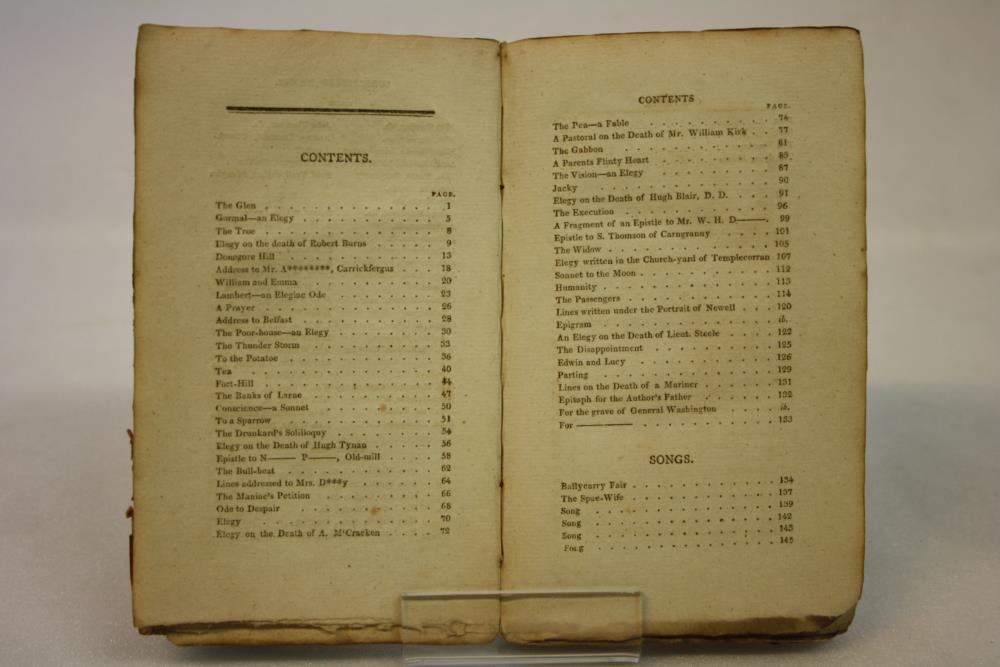 CONTENTS.
PAGE.
The Glen 1
Gormal—an Elegy 5
The Tree 8
Elegy on the death of Robert Burns 9
Donegore Hill 13
Address to Mr. A********, Carrickfergus 18
William and Emma 20
Lambert—an Elegiac Ode 23
A Prayer 26
Address to Belfast 28
The Poor-house—an Elegy 30
The Thunder Storm 33
To the Potatoe 36
Tea 40
Fort-Hill 44
The Banks of Larne 47
Conscience—a Sonnet 50
To a Sparrow 51
The Drunkard's Soliloquy 54
Elegy on the Death of Hugh Tynan 56
Epistle to N—— P——, Old-mill 58
The Bull-beat 62
Lines addressed to Mrs. D***y 64
The Maniac's Petition 66
Ode to Despair 68
Elegy 70
Elegy on the Death of A. M'Cracken 72
CONTENTS
PAGE.
The Pea—a Fable 74
A Pastoral on the Death of Mr. William Kirk 77
The Gabbon 81
A Parents Flinty Heart 85
The Vision—an Elegy 87
Jacky 90
Elegy on the Death of Hugh Blair, D. D. 91
The Execution 96
A Fragment of an Epistle to Mr. W. H. D——. 99
Epistle to S. Thomson of Carngranny 101
The Widow 105
Elegy written in the Church-yard of Templecorran 107
Sonnet to the Moon 112
Humanity 113
The Passengers 114
Lines written under the Portrait of Newell 120
Epigram ib.
An Elegy on the Death of Lieut. Steele 122
The Disappointment 125
Edwin and Lucy 126
Parting 129
Lines on the Death of a Mariner 131
Epitaph for the Author's Father 132
For the grave of General Washington ib.
For ———— 133
SONGS.
Ballycarry Fair 134
The Spae-Wife 137
Song 139
Song 142
Song 143
Song 145